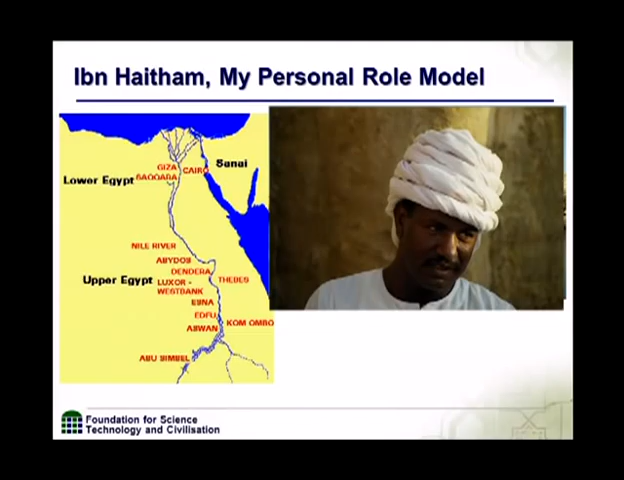 Ibn Haitham, My Personal Role Model
Sanai
GIZA
CAIRO
Lower Egypt
SAQQARA
NILE RIVER
ABYDOS
DENDERA
Upper Egypt
THEBES
LUXOR -
WESTBANK
ESNA
EDFU
KOM OMBO
ASWAN
ABU SIMBEL
Foundation for Science
Technology and Civilisation